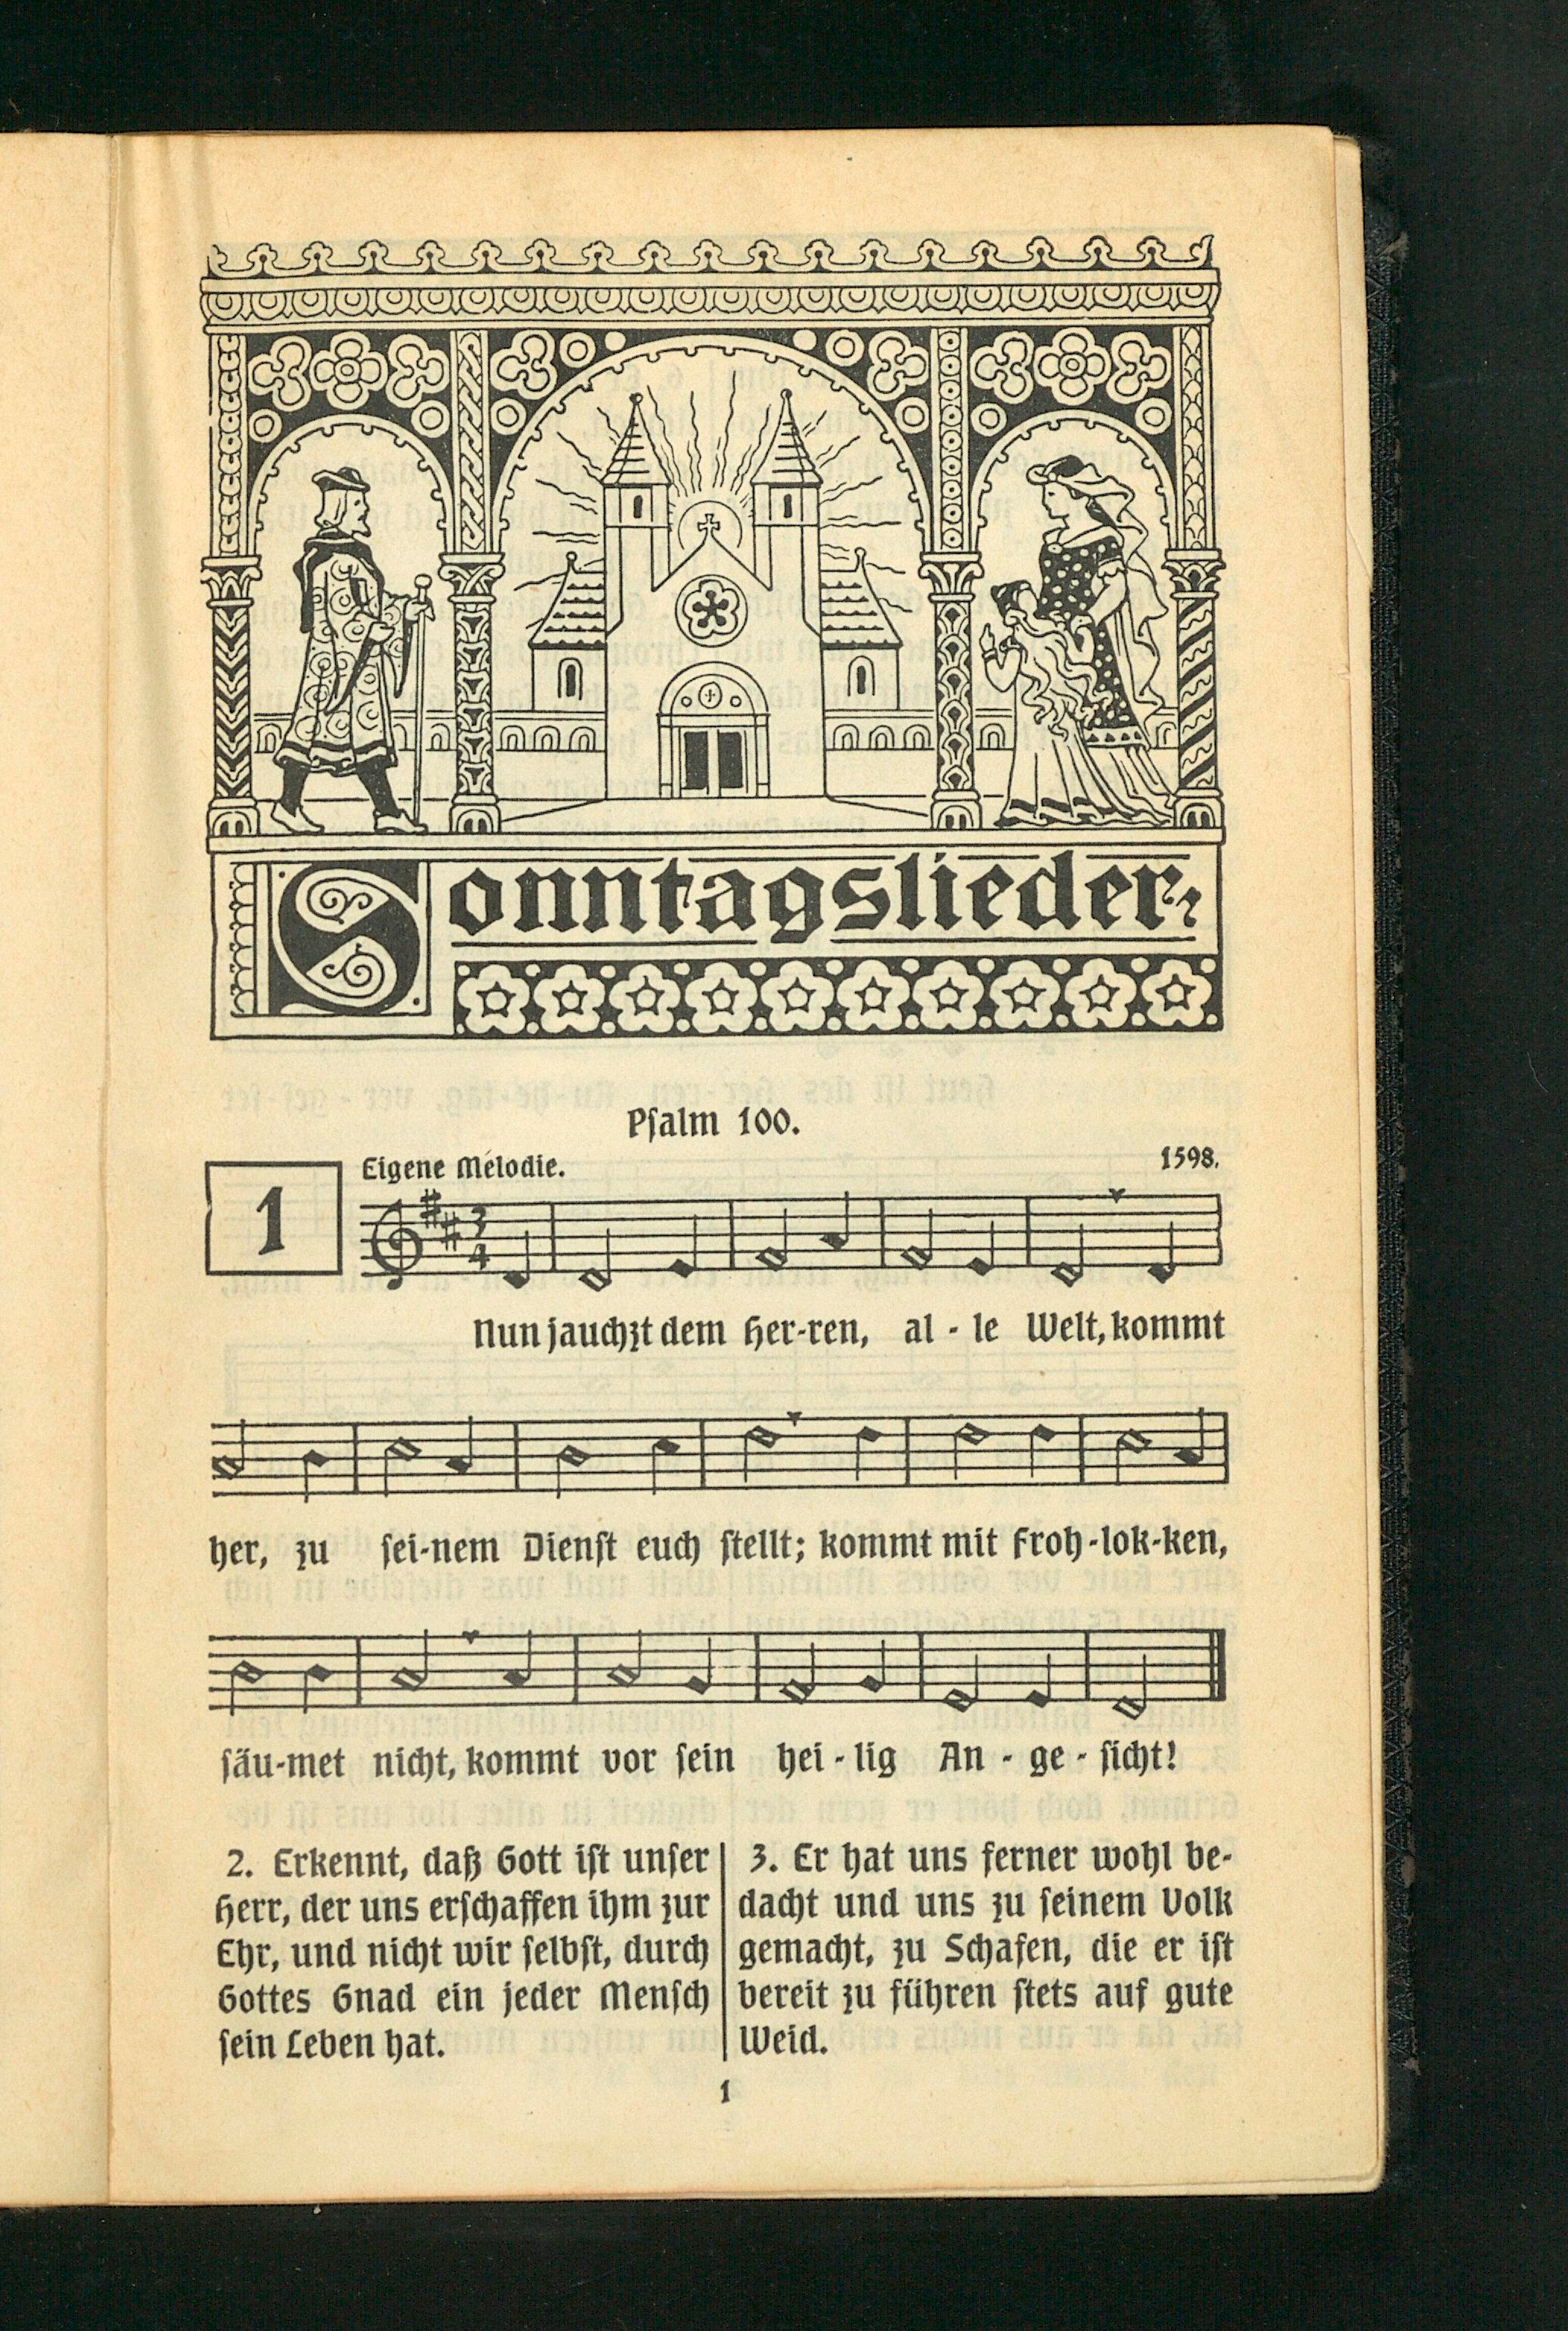 Sonntagslieder
Psalm 100.
Eigene Melodie.
1598.
1
3
4
Nun jauchzt dem Her-ren, al - le Welt, kommt
her, zu sei-nem Dienst euch stellt; kommt mit Froh-lok-ken,
säu-met nicht, kommt vor sein hei - lig An - ge - sicht!
2. Erkennt, daß Gott ist unser
Herr, der uns erschaffen ihm zur
Ehr, und nicht wir selbst, durch
Gottes Gnad ein jeder Mensch
sein Leben hat.
3. Er hat uns ferner wohl be-
dacht und uns zu seinem Volk
gemacht, zu Schafen, die er ist
bereit zu führen stets auf gute
Weid.
1